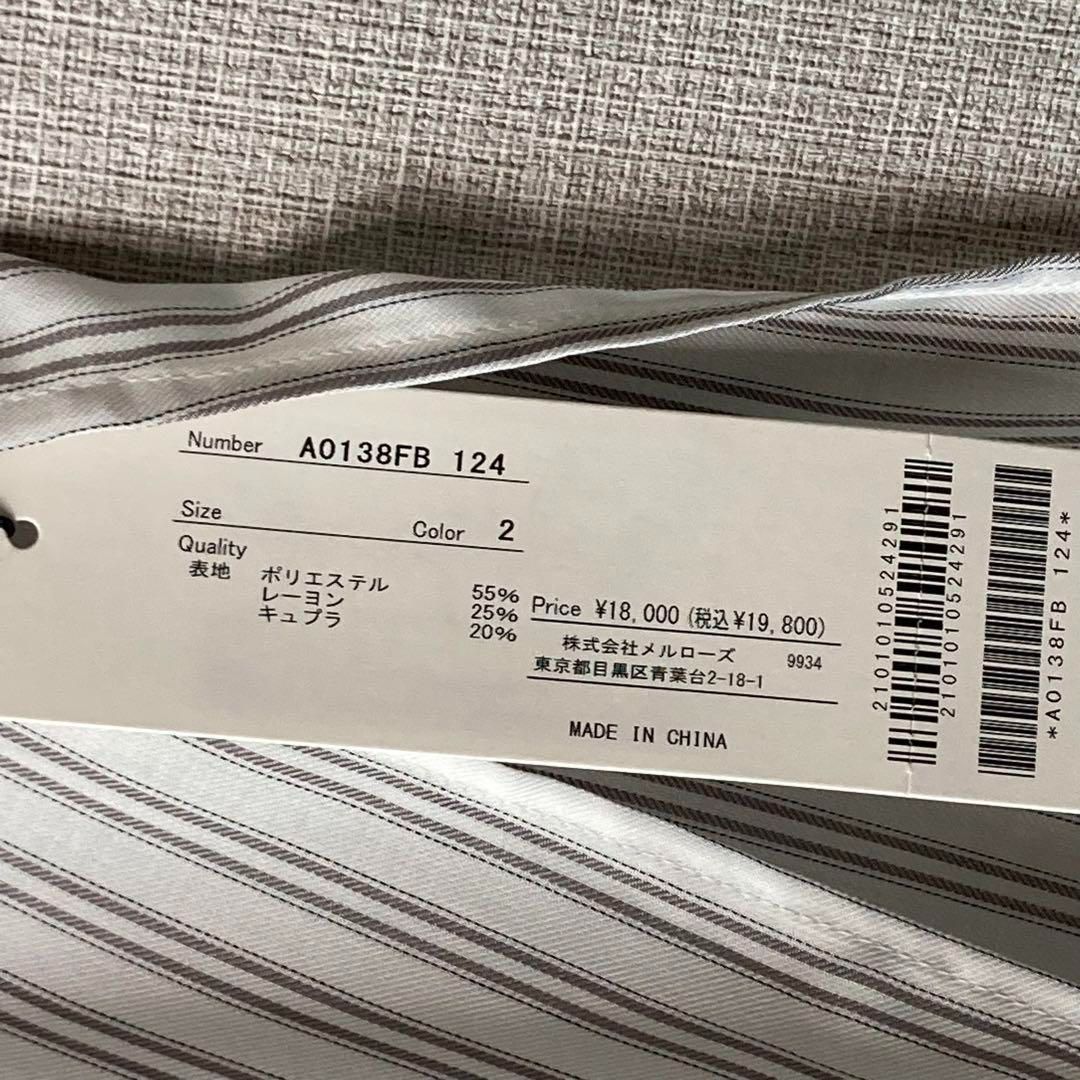 Number A0138FB 124
Size Color 2
Quality
表地 ポリエステル 55%
レーヨン 25%
キュプラ 20%
Price ¥18,000 (税込¥19,800)
株式会社メルローズ 9934
東京都目黒区青葉台2-18-1
MADE IN CHINA
2101010524291
2101010524291
*A0138FB 124*